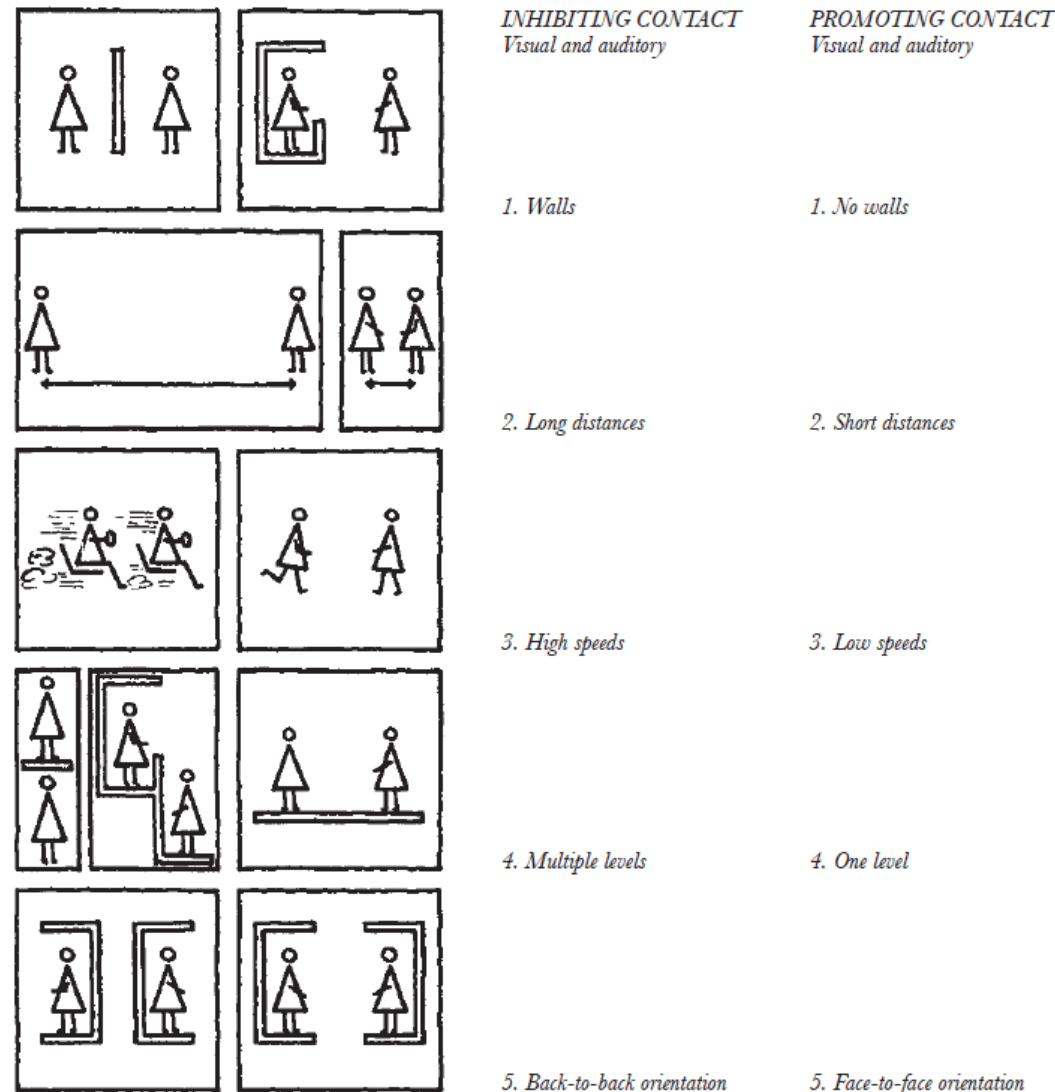 INHIBITING CONTACT
Visual and auditory
PROMOTING CONTACT
Visual and auditory
1. Walls
1. No walls
2. Long distances
2. Short distances
3. High speeds
3. Low speeds
4. Multiple levels
4. One level
5. Back-to-back orientation
5. Face-to-face orientation